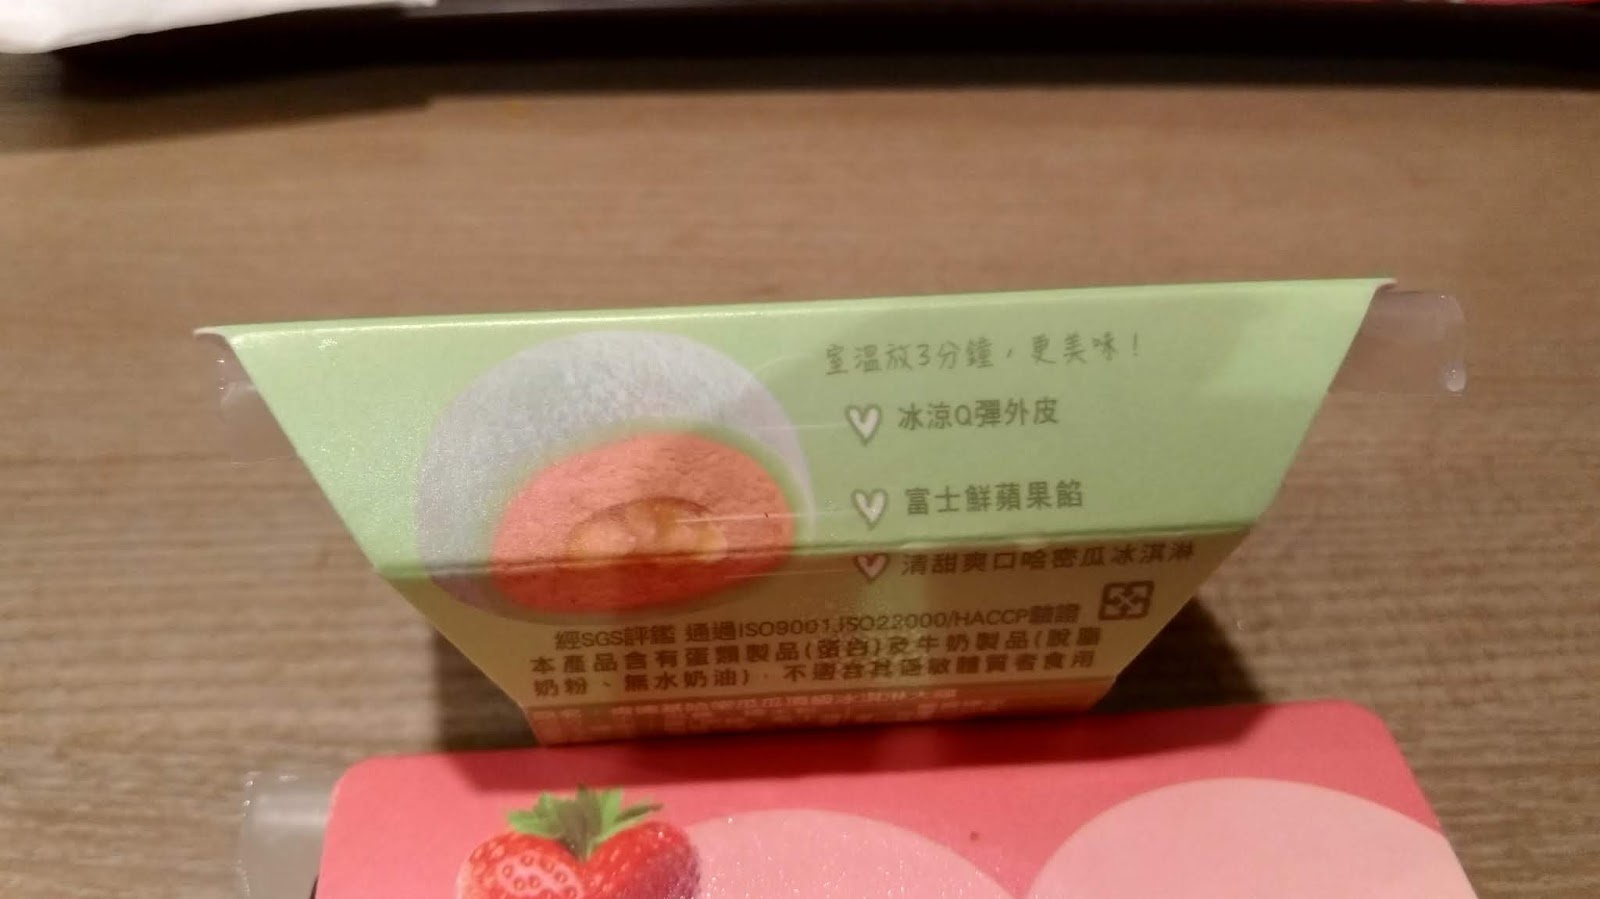 室溫放3分鐘，更美味！
冰涼Q彈外皮
富士鮮蘋果餡
清甜爽口哈密瓜冰淇淋
經SGS評鑑 通過ISO9001,ISO22000/HACCP驗證
本產品含有蛋類製品(蛋白)及牛奶製品(脫脂
奶粉、無水奶油)，不適合其過敏體質者食用